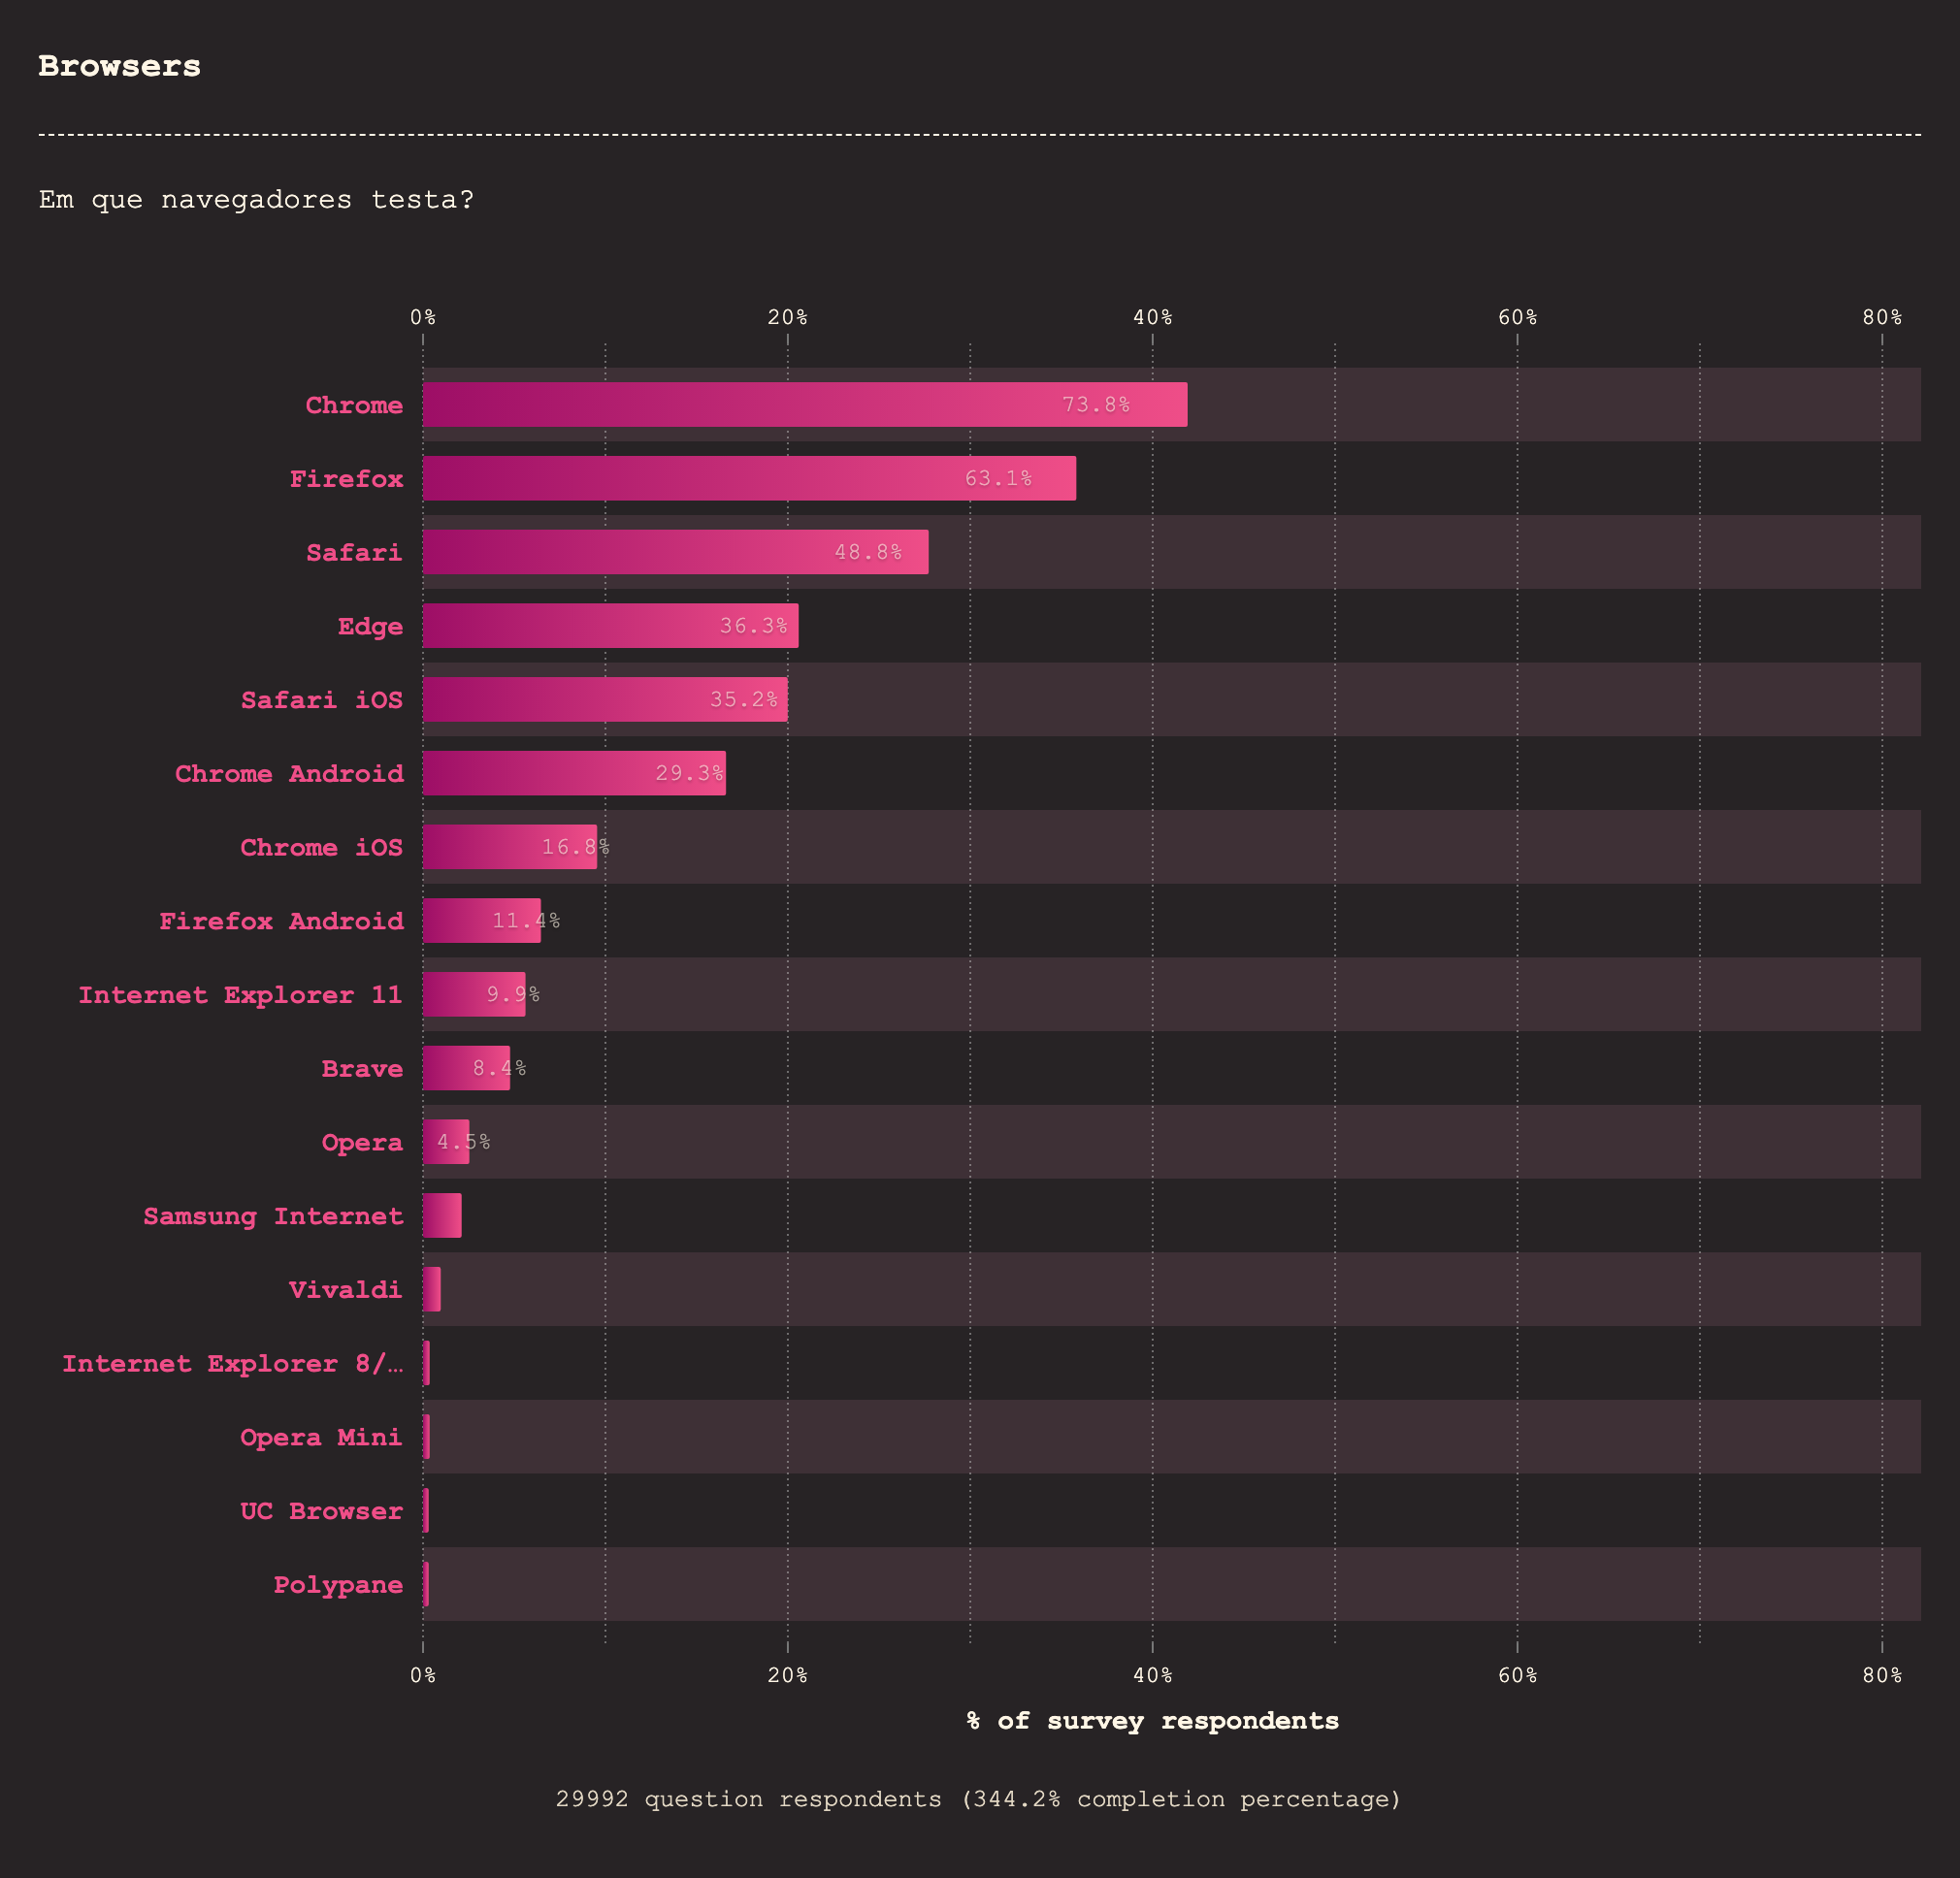 Browsers
Em que navegadores testa?
0% 20% 40% 60% 80%
Chrome 73.8%
Firefox 63.1%
Safari 48.8%
Edge 36.3%
Safari iOS 35.2%
Chrome Android 29.3%
Chrome iOS 16.8%
Firefox Android 11.4%
Internet Explorer 11 9.9%
Brave 8.4%
Opera 4.5%
Samsung Internet
Vivaldi
Internet Explorer 8/…
Opera Mini
UC Browser
Polypane
0% 20% 40% 60% 80%
% of survey respondents
29992 question respondents (344.2% completion percentage)